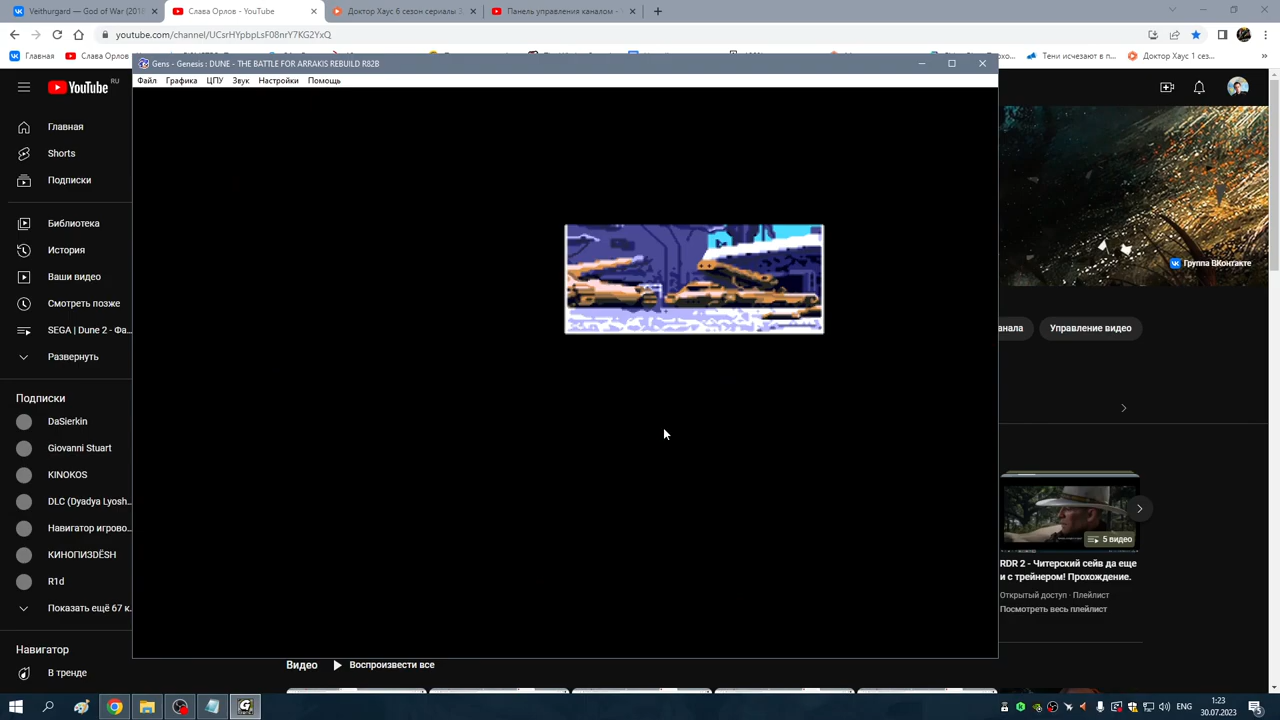 Veithurgard — God of War (2018
Слава Орлов - YouTube
Доктор Хаус 6 сезон сериалы 3
Панель управления каналом -
youtube.com/channel/UCsrHYpbpLsF08nrY7KG2YxQ
Главная
Слава Орлов
Тени исчезают в п...
Доктор Хаус 1 сез...
Gens - Genesis : DUNE - THE BATTLE FOR ARRAKIS REBUILD R82B
Файл Графика ЦПУ Звук Настройки Помощь
YouTube RU
Главная
Shorts
Подписки
Библиотека
История
Ваши видео
Смотреть позже
SEGA | Dune 2 - Фа...
Развернуть
Подписки
DaSierkin
Giovanni Stuart
KINOKOS
DLC (Dyadya Lyosh...
Навигатор игрово...
КИНОПИЗDЁSH
R1d
Показать ещё 67 к.
Навигатор
В тренде
Группа ВКонтакте
анала
Управление видео
5 видео
RDR 2 - Читерский сейв да еще
и с трейнером! Прохождение.
Открытый доступ · Плейлист
Посмотреть весь плейлист
Видео Воспроизвести все
ENG
1:23
30.07.2023
5